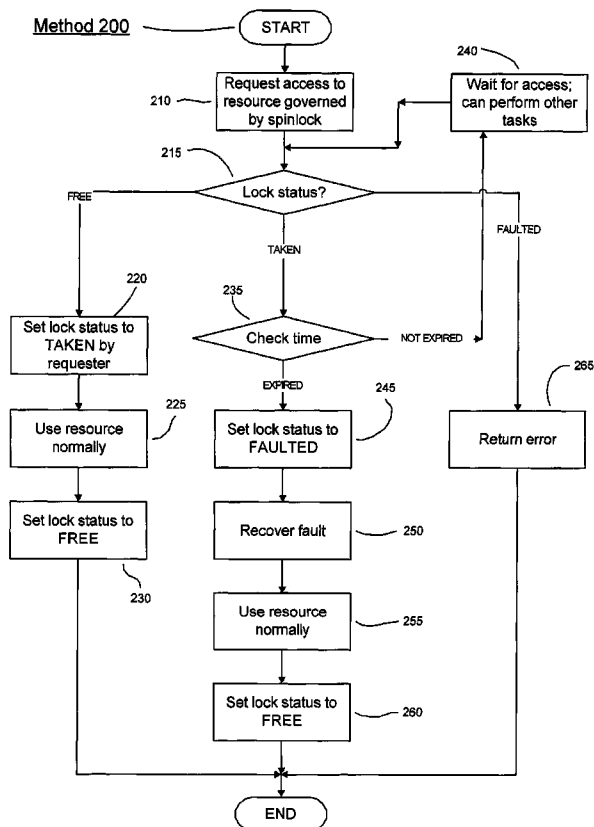 Method 200
START
240
Request access to
resource governed
by spinlock
210
Wait for access;
can perform other
tasks
215
Lock status?
FREE
FAULTED
TAKEN
220
235
Set lock status to
TAKEN by
requester
Check time
NOT EXPIRED
EXPIRED
265
225
245
Use resource
normally
Set lock status to
FAULTED
Return error
Set lock status to
FREE
Recover fault
250
230
Use resource
normally
255
Set lock status to
FREE
260
END